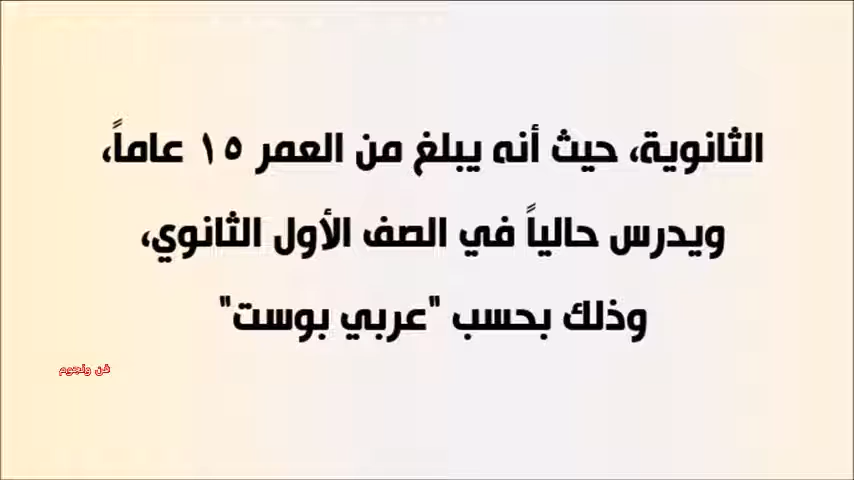 الثانوية، حيث أنه يبلغ من العمر ١٥ عاماً،
ويدرس حالياً في الصف الأول الثانوي،
وذلك بحسب "عربي بوست"
فن ونجوم